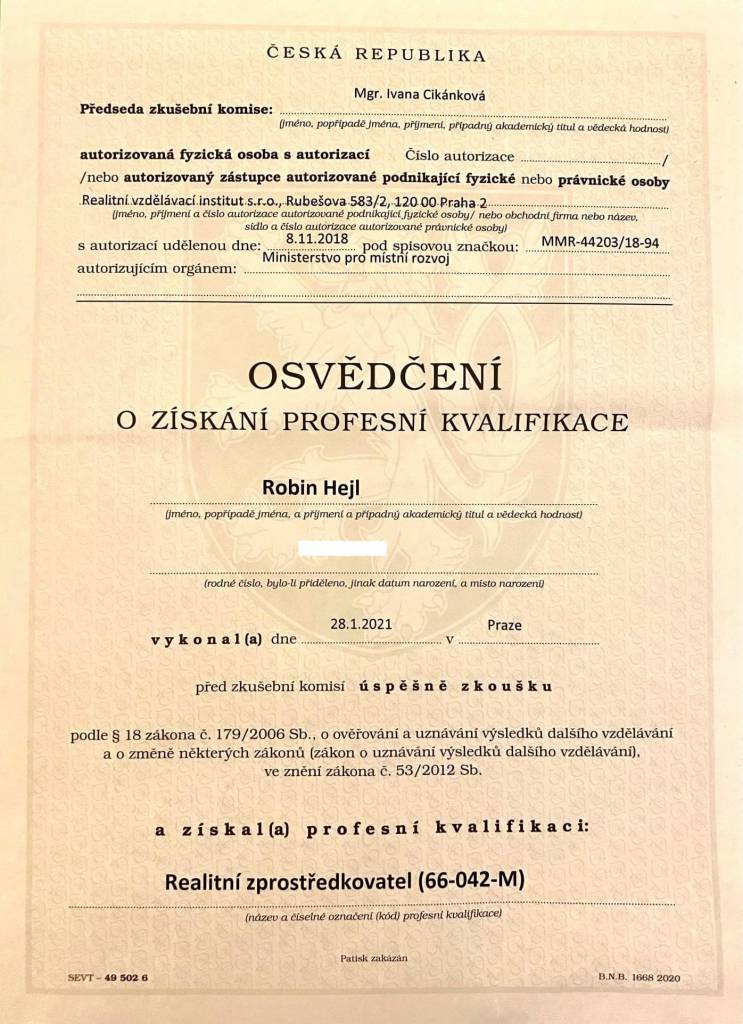 ČESKÁ REPUBLIKA
Mgr. Ivana Cikánková
Předseda zkušební komise:
(jméno, popřípadě jména, příjmení, případný akademický titul a vědecká hodnost)
autorizovaná fyzická osoba s autorizací Číslo autorizace ............/
/nebo autorizovaný zástupce autorizované podnikající fyzické nebo právnické osoby
Realitní vzdělávací institut s.r.o., Rubešova 583/2, 120 00 Praha 2
(jméno, příjmení a číslo autorizace autorizované podnikající fyzické osoby/ nebo obchodní firma nebo název,
sídlo a číslo autorizace autorizované právnické osoby)
s autorizací udělenou dne: 8.11.2018 pod spisovou značkou: MMR-44203/18-94
autorizujícím orgánem: Ministerstvo pro místní rozvoj
OSVĚDČENÍ
O ZÍSKÁNÍ PROFESNÍ KVALIFIKACE
Robin Hejl
(jméno, popřípadě jména, a příjmení a případný akademický titul a vědecká hodnost)
(rodné číslo, bylo-li přiděleno, jinak datum narození, a místo narození)
vykonal(a) dne 28.1.2021 v Praze
před zkušební komisí úspěšně zkoušku
podle § 18 zákona č. 179/2006 Sb., o ověřování a uznávání výsledků dalšího vzdělávání
a o změně některých zákonů (zákon o uznávání výsledků dalšího vzdělávání),
ve znění zákona č. 53/2012 Sb.
a získal(a) profesní kvalifikaci:
Realitní zprostředkovatel (66-042-M)
(název a číselné označení (kód) profesní kvalifikace)
Patisk zakázán
SEVT – 49 502 6 B.N.B. 1668 2020